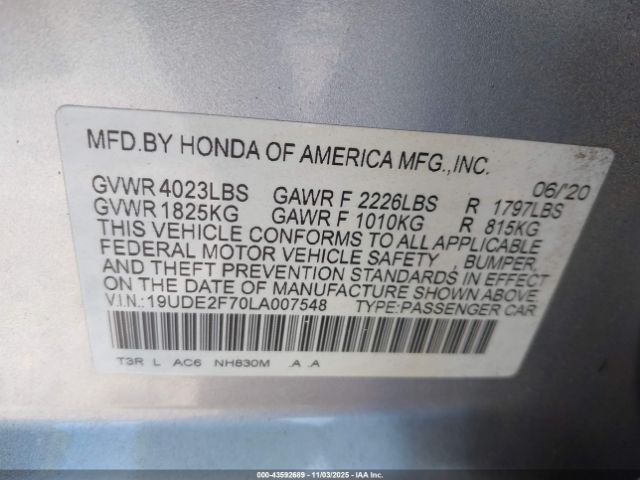 MFD.BY HONDA OF AMERICA MFG.,INC.
06/'20
GVWR 4023LBS GAWR F 2226LBS R 1797LBS
GVWR 1825KG GAWR F 1010KG R 815KG
THIS VEHICLE CONFORMS TO ALL APPLICABLE
FEDERAL MOTOR VEHICLE SAFETY , BUMPER
AND THEFT PREVENTION STANDARDS IN EFFECT
ON THE DATE OF MANUFACTURE SHOWN ABOVE
V.I.N.:19UDE2F70LA007548 TYPE:PASSENGER CAR
T3R L AC6 NH830M .A .A
000-43592689 - 11/03/2025 - IAA Inc.